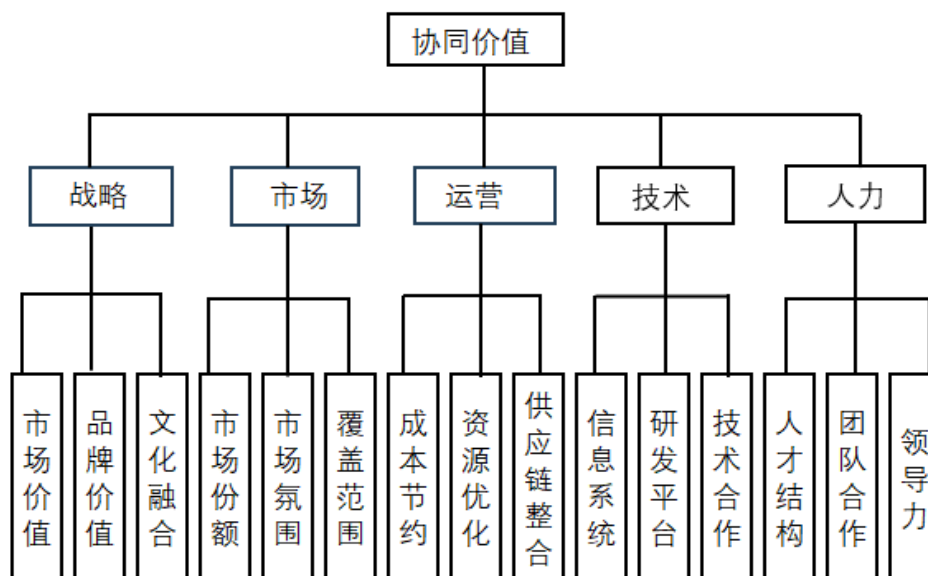 协同价值
战略
市场
运营
技术
人力
市场价值
品牌价值
文化融合
市场份额
市场氛围
覆盖范围
成本节约
资源优化
供应链整合
信息系统
研发平台
技术合作
人才结构
团队合作
领导力